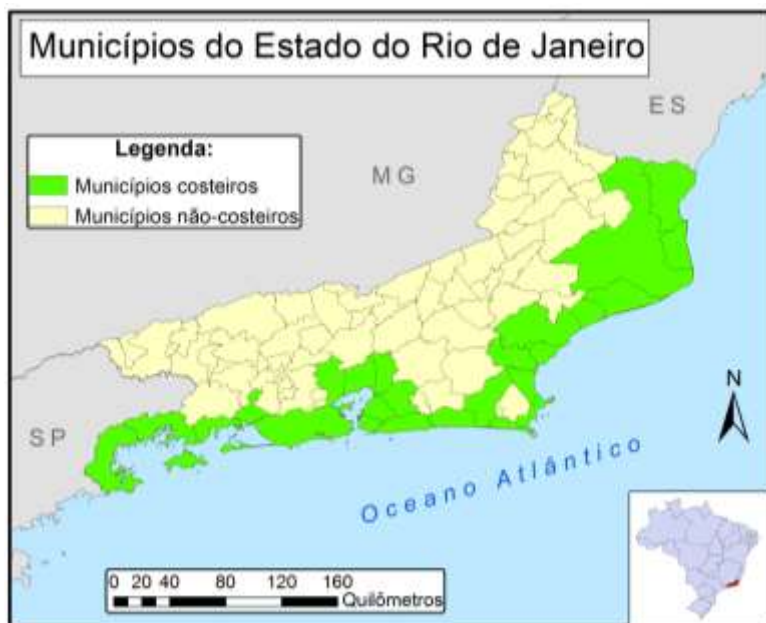 Municípios do Estado do Rio de Janeiro
ES
Legenda:
MG
Municípios costeiros
Municípios não-costeiros
SP
N
Oceano Atlântico
0 20 40 80 120 160
Quilômetros